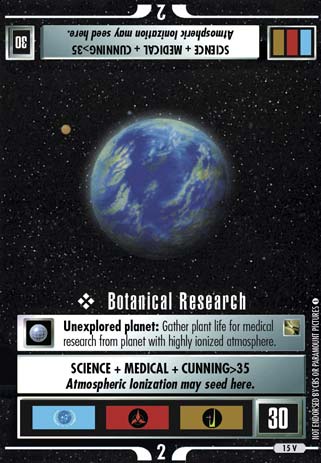 2
SCIENCE + MEDICAL + CUNNING>35
Atmospheric Ionization may seed here.
30
❖ Botanical Research
Unexplored planet: Gather plant life for medical
research from planet with highly ionized atmosphere.
SCIENCE + MEDICAL + CUNNING>35
Atmospheric Ionization may seed here.
30
2
15 V
NOT ENDORSED BY CBS OR PARAMOUNT PICTURES